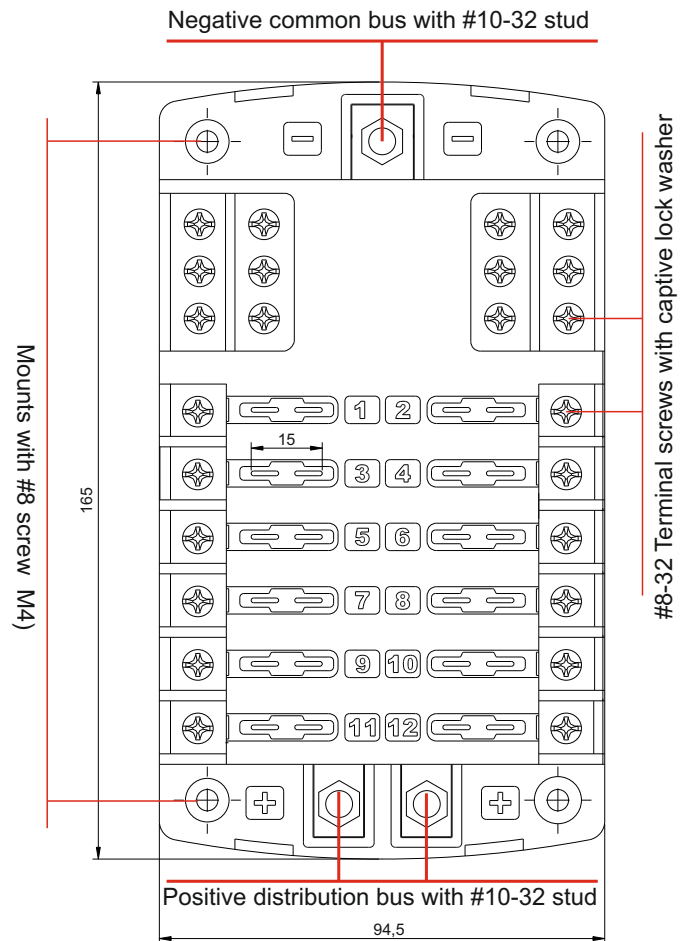 Negative common bus with #10-32 stud
Mounts with #8 screw M4)
165
#8-32 Terminal screws with captive lock washer
1 2
15
3 4
5 6
7 8
9 10
11 12
Positive distribution bus with #10-32 stud
94,5